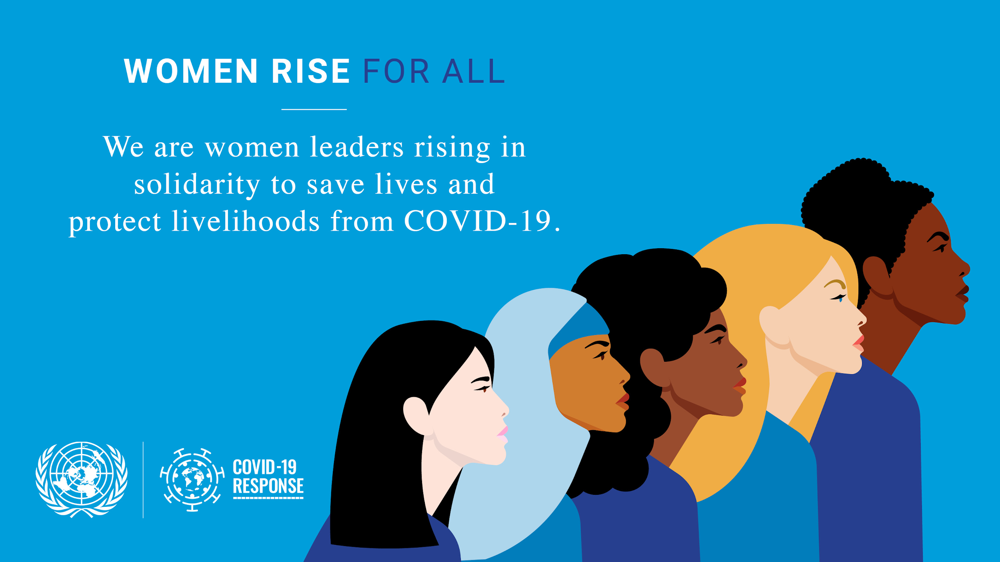 WOMEN RISE FOR ALL
We are women leaders rising in
solidarity to save lives and
protect livelihoods from COVID-19.
COVID-19
RESPONSE